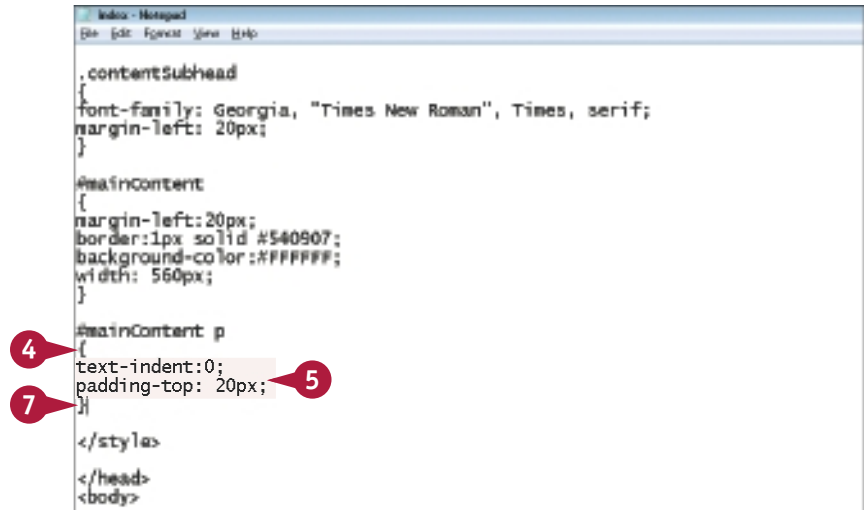 Index - Notepad
File Edit Format View Help
.contentSubhead
{
font-family: Georgia, "Times New Roman", Times, serif;
margin-left: 20px;
}
#mainContent
{
margin-left:20px;
border:1px solid #540907;
background-color:#FFFFFF;
width: 560px;
}
#mainContent p
4 {
text-indent:0;
padding-top: 20px; 5
7 }
</style>
</head>
<body>